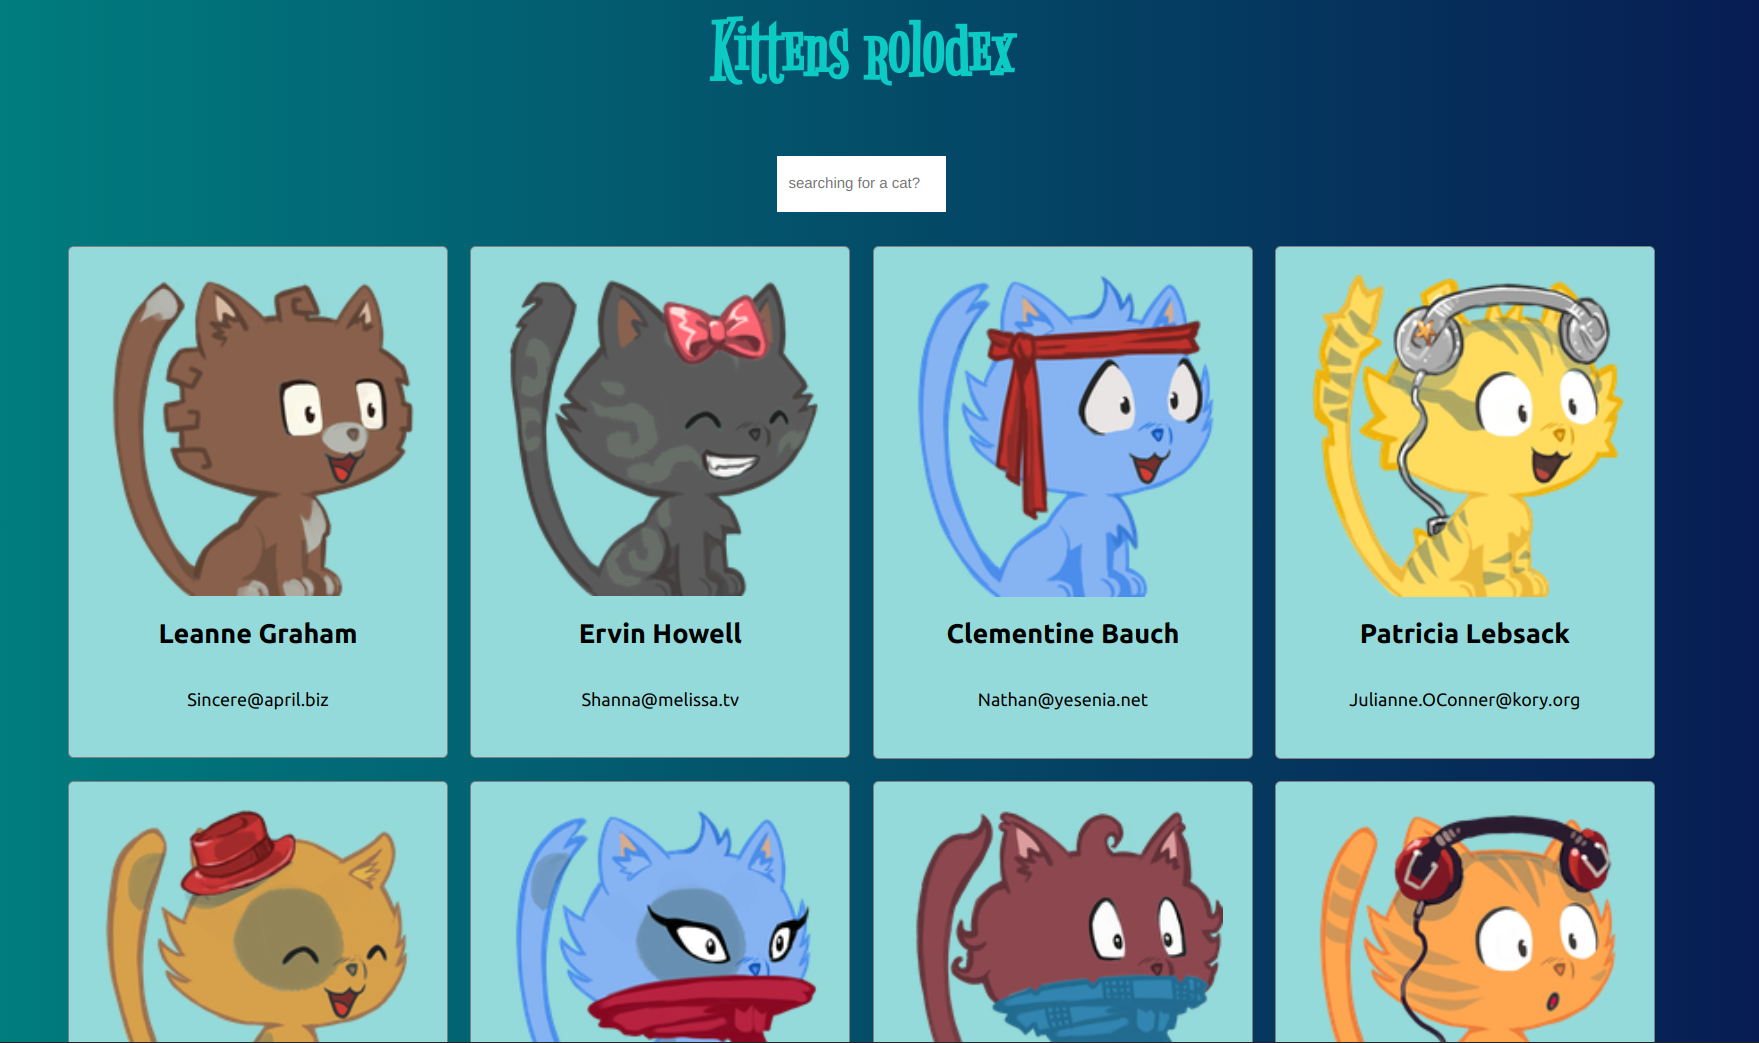 Kittens Rolodex
searching for a cat?
Leanne Graham
Sincere@april.biz
Ervin Howell
Shanna@melissa.tv
Clementine Bauch
Nathan@yesenia.net
Patricia Lebsack
Julianne.OConner@kory.org